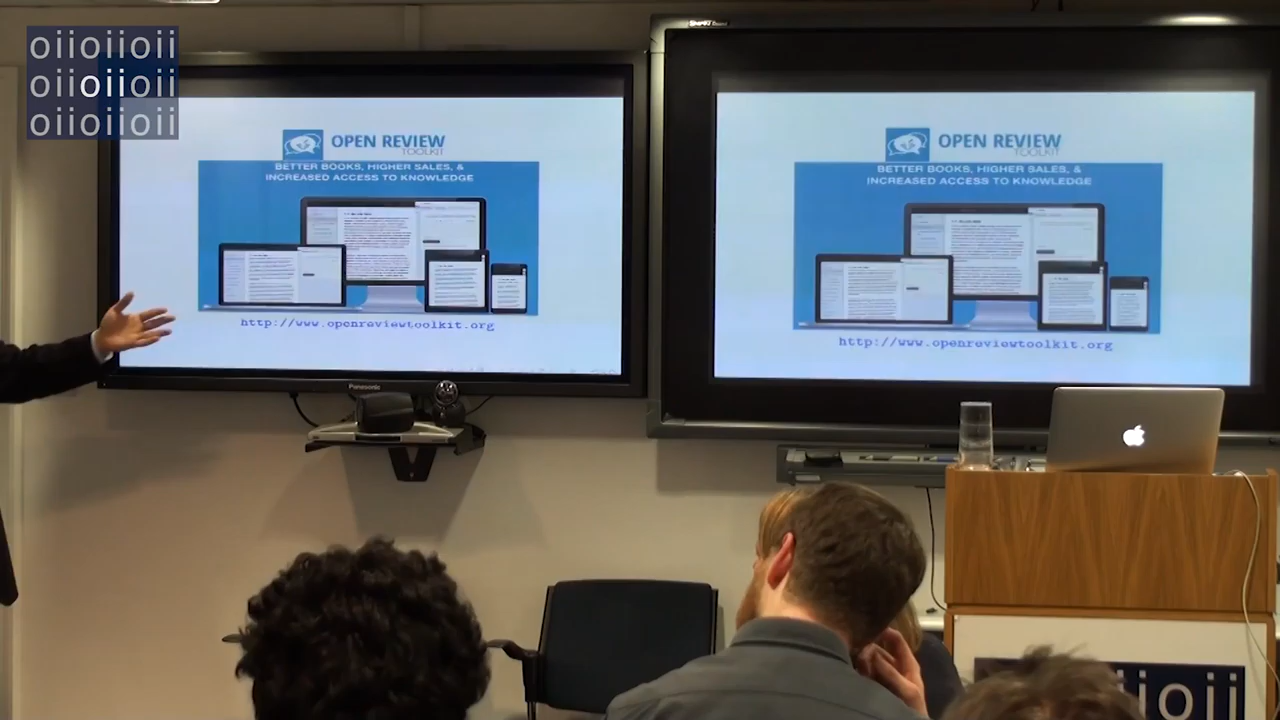 oiioiioii
oiioiioii
oiioiioii
OPEN REVIEW
TOOLKIT
BETTER BOOKS, HIGHER SALES, &
INCREASED ACCESS TO KNOWLEDGE
http://www.openreviewtoolkit.org
Panasonic
OPEN REVIEW
TOOLKIT
BETTER BOOKS, HIGHER SALES, &
INCREASED ACCESS TO KNOWLEDGE
http://www.openreviewtoolkit.org